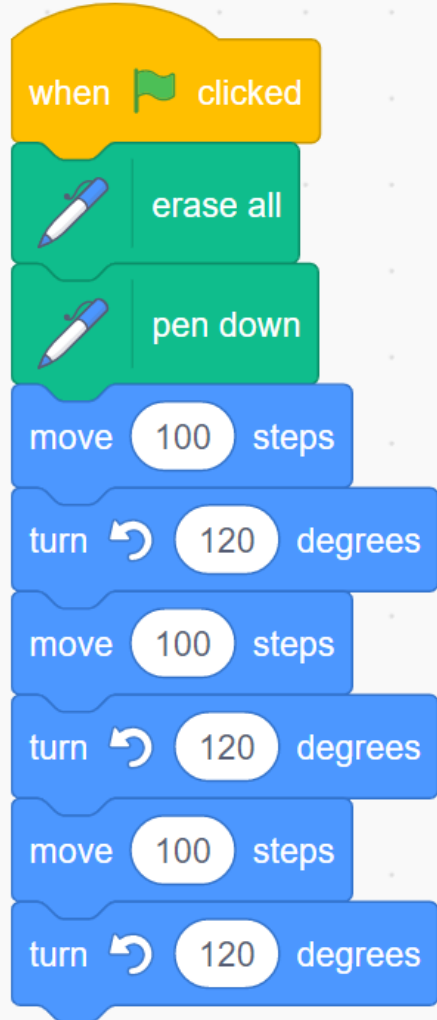 when clicked
erase all
pen down
move 100 steps
turn 120 degrees
move 100 steps
turn 120 degrees
move 100 steps
turn 120 degrees